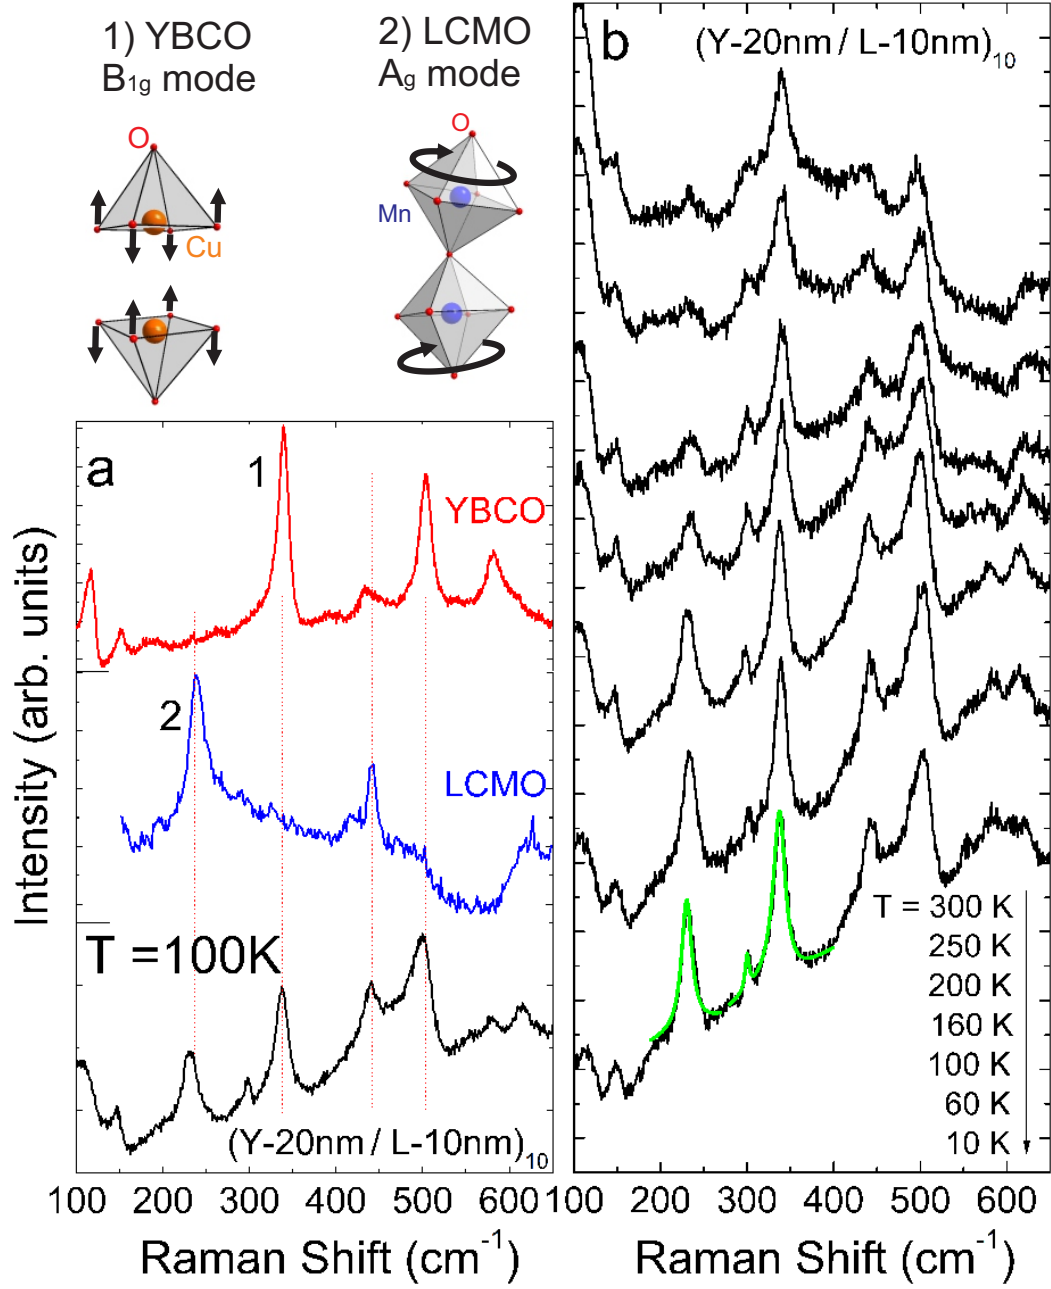 1) YBCO
B1g mode
O
Cu
2) LCMO
Ag mode
O
Mn
a
1
YBCO
2
LCMO
T =100K
(Y-20nm / L-10nm)10
Intensity (arb. units)
100 200 300 400 500 600
Raman Shift (cm-1)
b
(Y-20nm / L-10nm)10
T = 300 K
250 K
200 K
160 K
100 K
60 K
10 K
100 200 300 400 500 600
Raman Shift (cm-1)